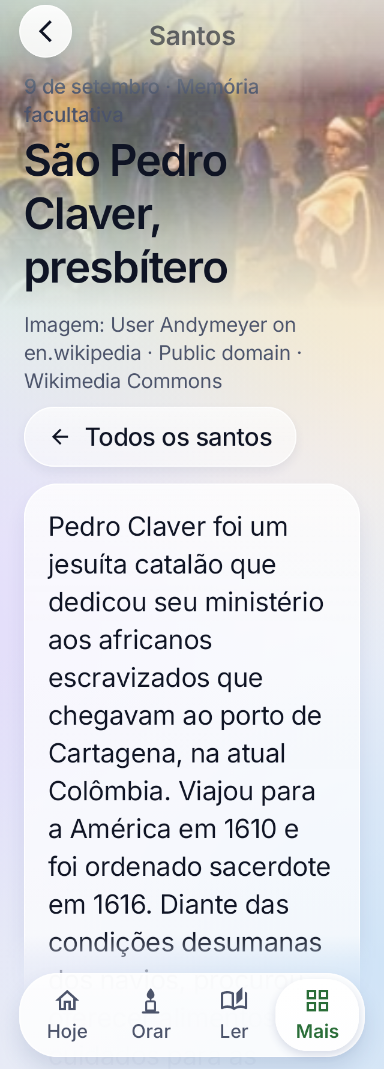 Santos
9 de setembro · Memória
facultativa
São Pedro
Claver,
presbítero
Imagem: User Andymeyer on
en.wikipedia · Public domain ·
Wikimedia Commons
← Todos os santos
Pedro Claver foi um
jesuíta catalão que
dedicou seu ministério
aos africanos
escravizados que
chegavam ao porto de
Cartagena, na atual
Colômbia. Viajou para
a América em 1610 e
foi ordenado sacerdote
em 1616. Diante das
condições desumanas
Hoje
Orar
Ler
Mais